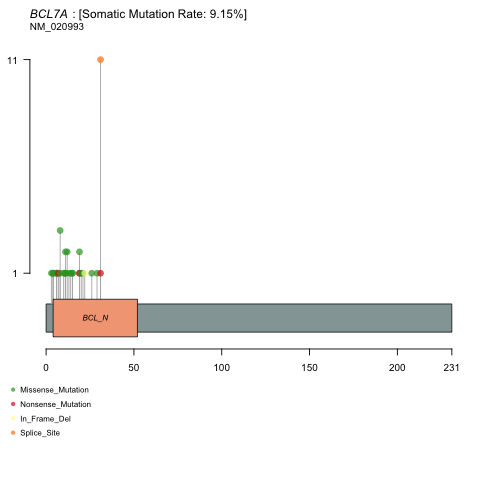 BCL7A : [Somatic Mutation Rate: 9.15%]
NM_020993
11
1
BCL_N
0 50 100 150 200 231
Missense_Mutation
Nonsense_Mutation
In_Frame_Del
Splice_Site